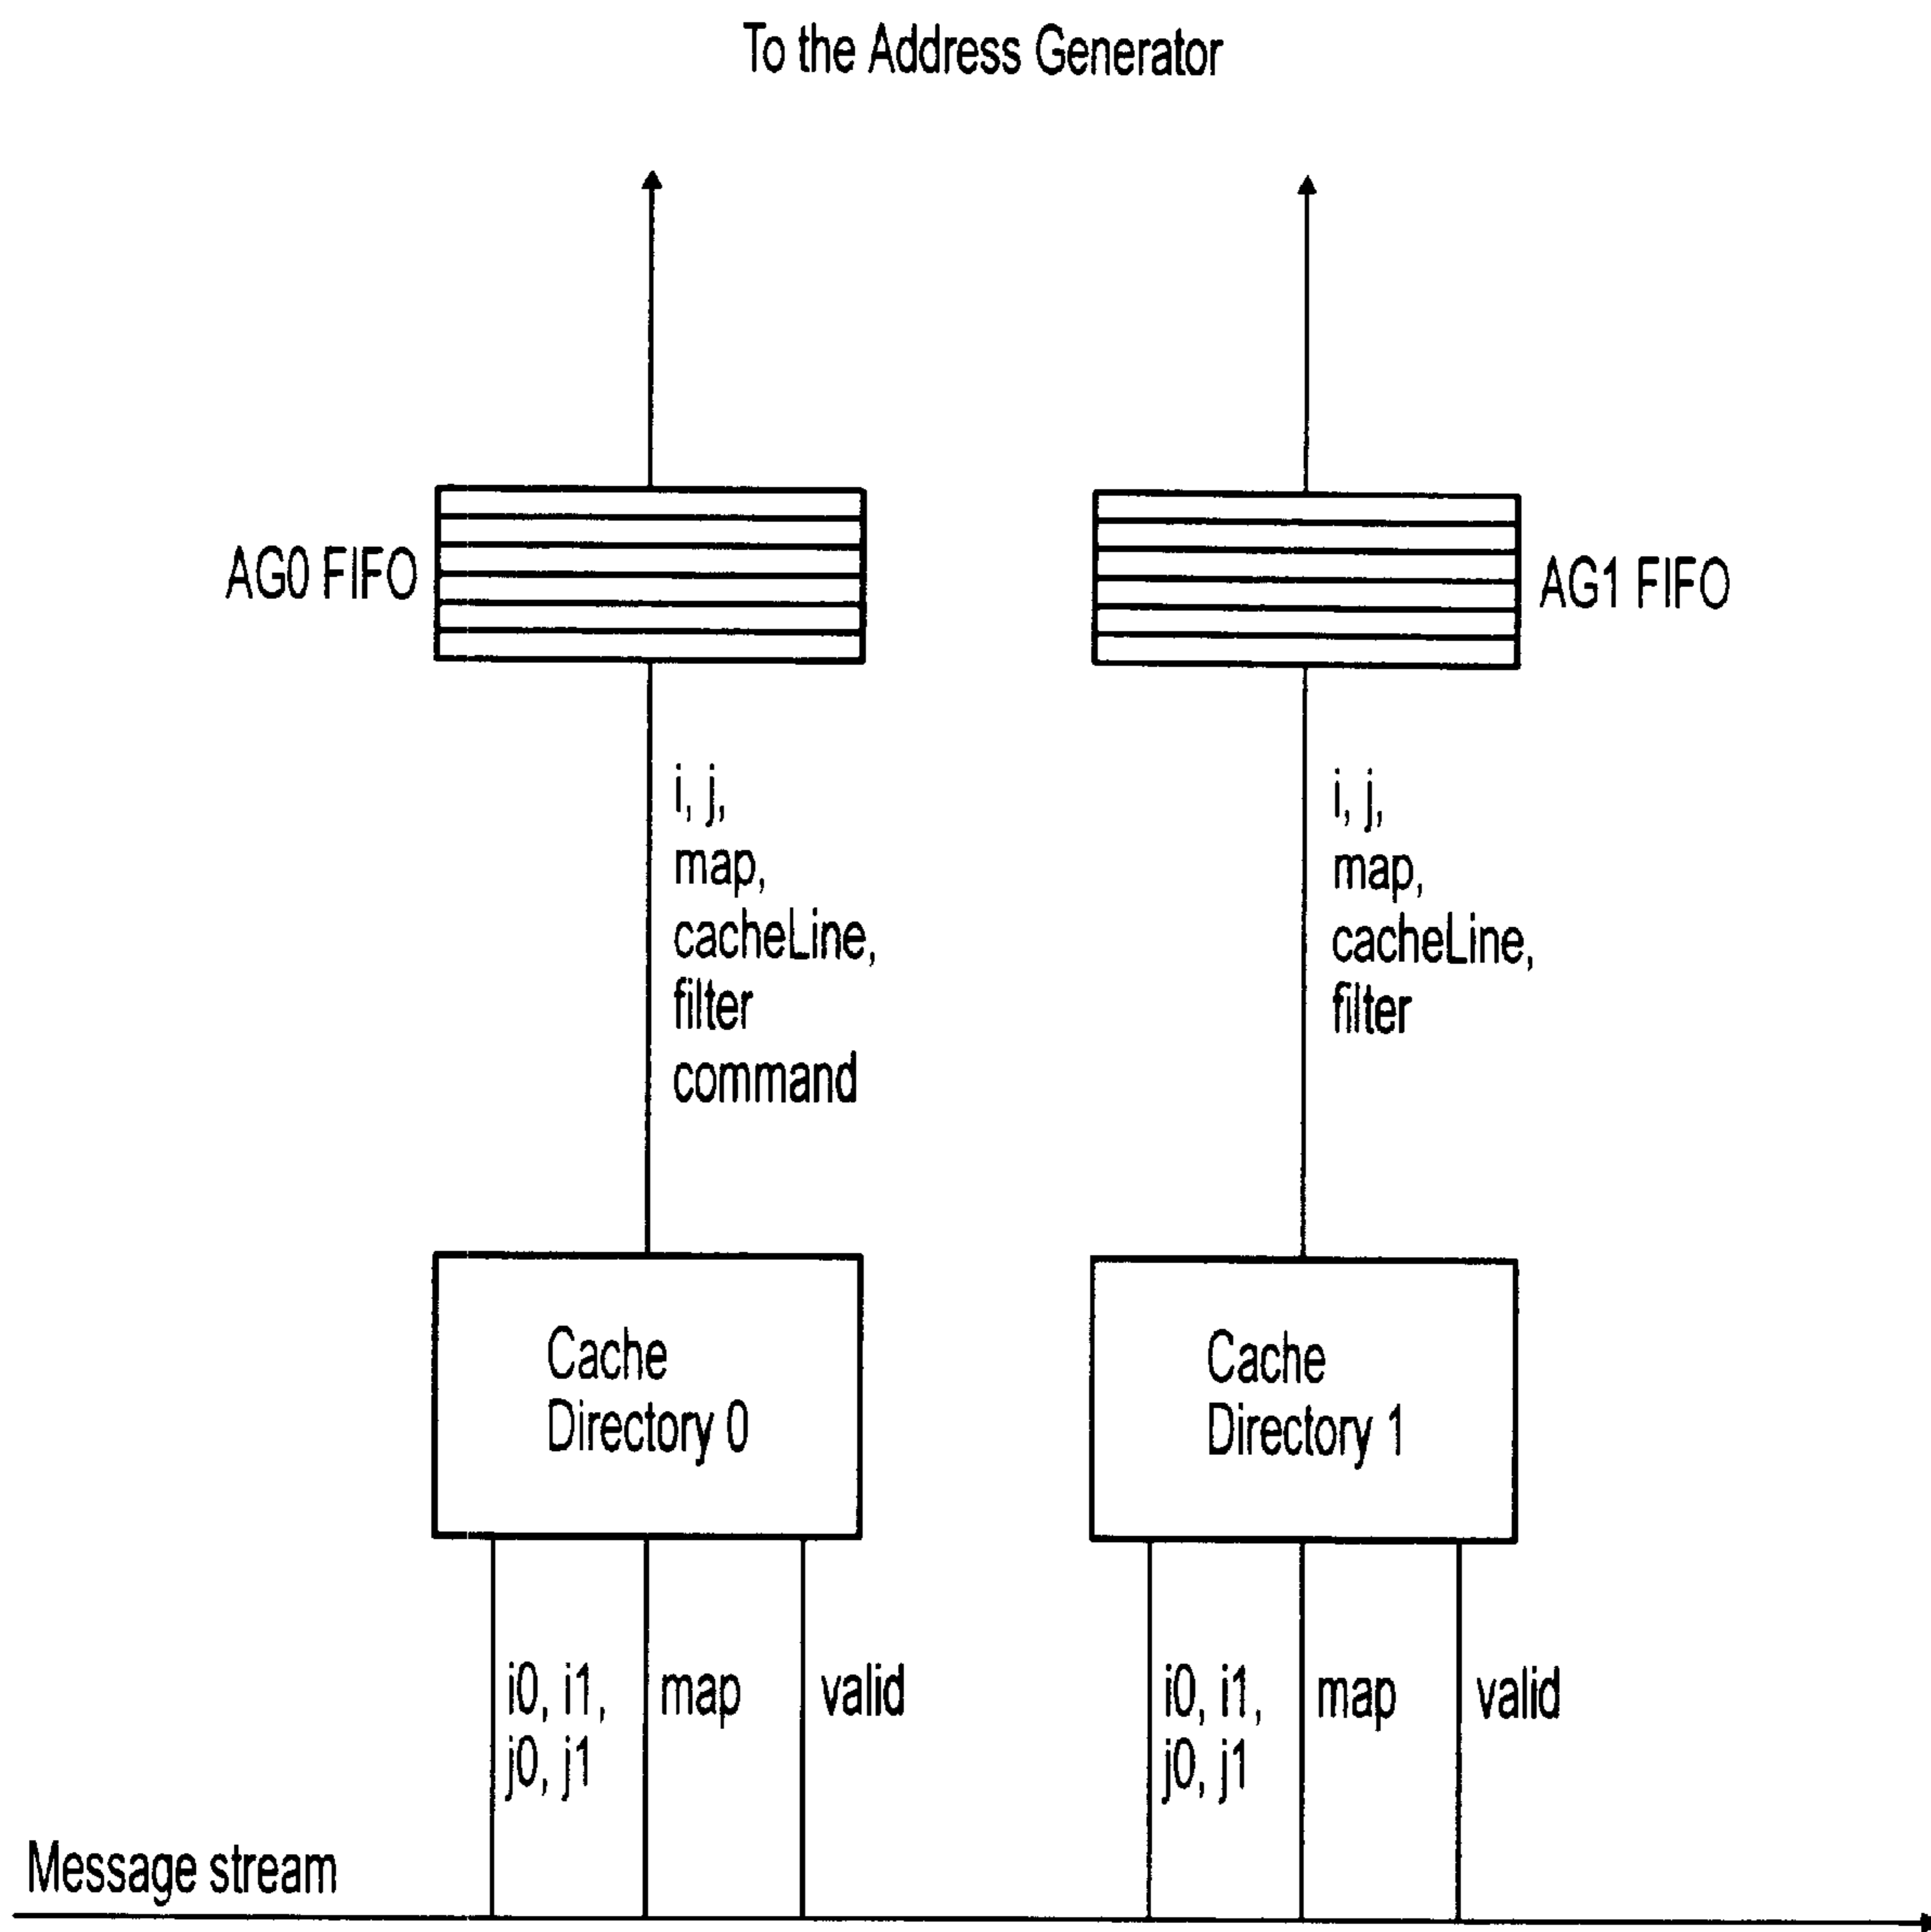 To the Address Generator
AG0 FIFO
AG1 FIFO
i, j,
map,
cacheLine,
filter
command
i, j,
map,
cacheLine,
filter
Cache
Directory 0
Cache
Directory 1
i0, i1,
j0, j1
map
valid
i0, i1,
j0, j1
map
valid
Message stream